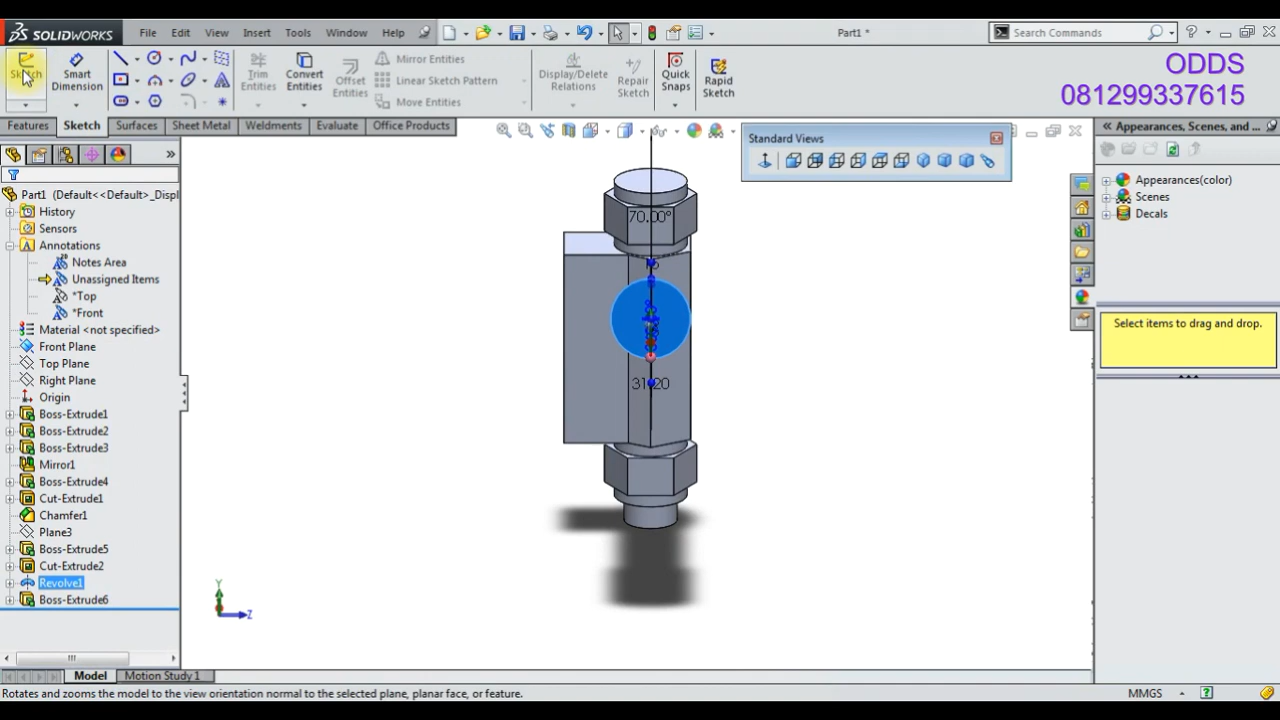 SOLIDWORKS
File
Edit
View
Insert
Tools
Window
Help
Part1 *
Search Commands
ODDS
081299337615
Sketch
Smart Dimension
Trim Entities
Convert Entities
Offset Entities
Mirror Entities
Linear Sketch Pattern
Move Entities
Display/Delete Relations
Repair Sketch
Quick Snaps
Rapid Sketch
Features
Sketch
Surfaces
Sheet Metal
Weldments
Evaluate
Office Products
Standard Views
Appearances, Scenes, and ...
Part1 (Default<<Default>_Displ
History
Sensors
Annotations
Notes Area
Unassigned Items
*Top
*Front
Material <not specified>
Front Plane
Top Plane
Right Plane
Origin
Boss-Extrude1
Boss-Extrude2
Boss-Extrude3
Mirror1
Boss-Extrude4
Cut-Extrude1
Chamfer1
Plane3
Boss-Extrude5
Cut-Extrude2
Revolve1
Boss-Extrude6
70.00°
31.20
Y
Z
Appearances(color)
Scenes
Decals
Select items to drag and drop.
Model
Motion Study 1
Rotates and zooms the model to the view orientation normal to the selected plane, planar face, or feature.
MMGS